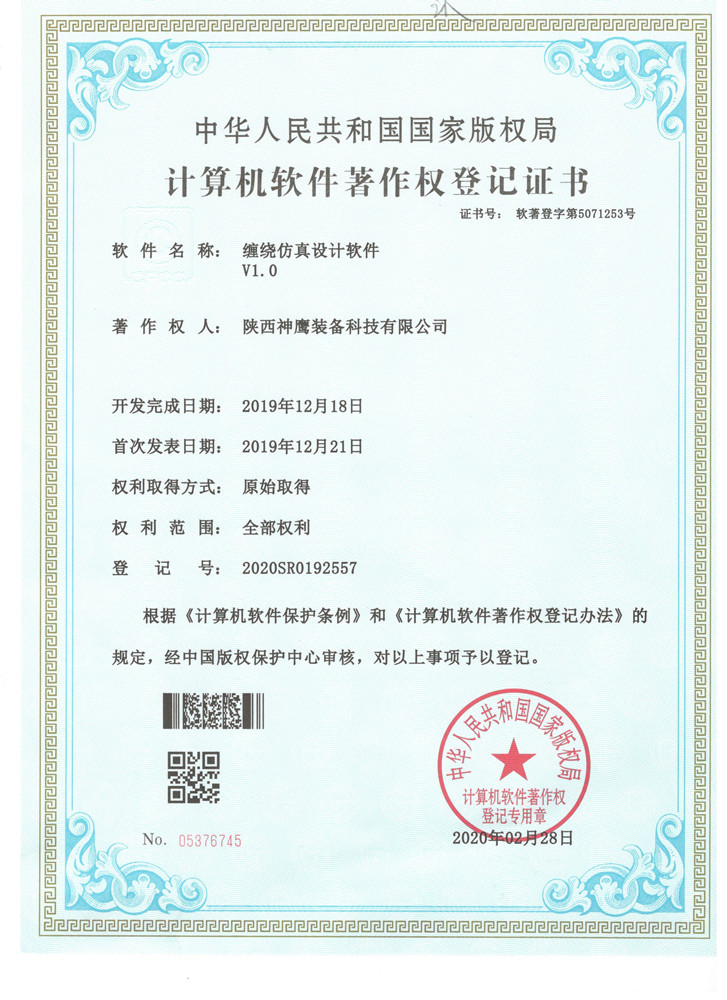 中华人民共和国国家版权局
计算机软件著作权登记证书
证书号： 软著登字第5071253号
软件名称： 缠绕仿真设计软件
V1.0
著作权人： 陕西神鹰装备科技有限公司
开发完成日期： 2019年12月18日
首次发表日期： 2019年12月21日
权利取得方式： 原始取得
权利范围： 全部权利
登记号： 2020SR0192557
根据《计算机软件保护条例》和《计算机软件著作权登记办法》的
规定，经中国版权保护中心审核，对以上事项予以登记。
中华人民共和国国家版权局
计算机软件著作权
登记专用章
2020年02月28日
No. 05376745